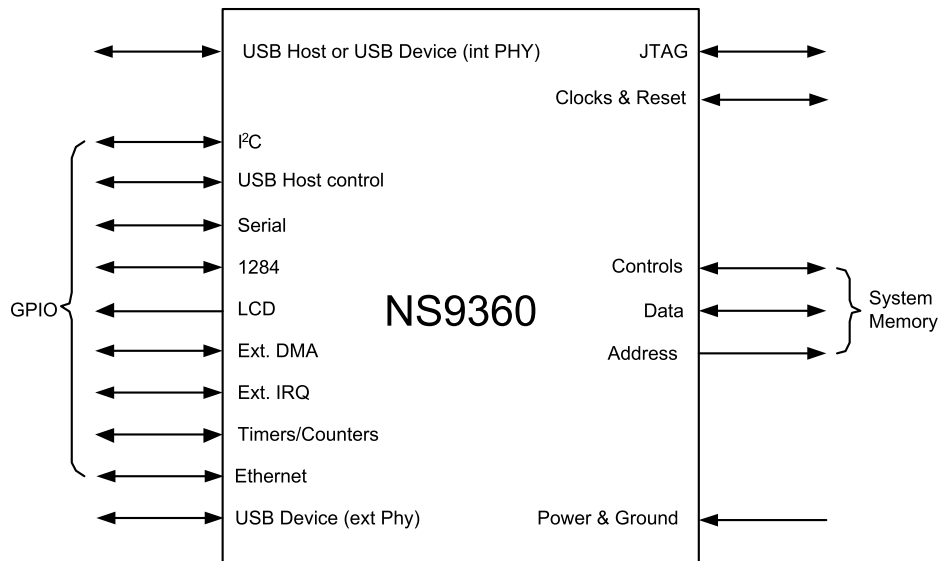 USB Host or USB Device (int PHY)
JTAG
Clocks & Reset
I²C
USB Host control
Serial
1284
LCD
Ext. DMA
Ext. IRQ
Timers/Counters
Ethernet
USB Device (ext Phy)
GPIO
NS9360
Controls
Data
Address
System
Memory
Power & Ground